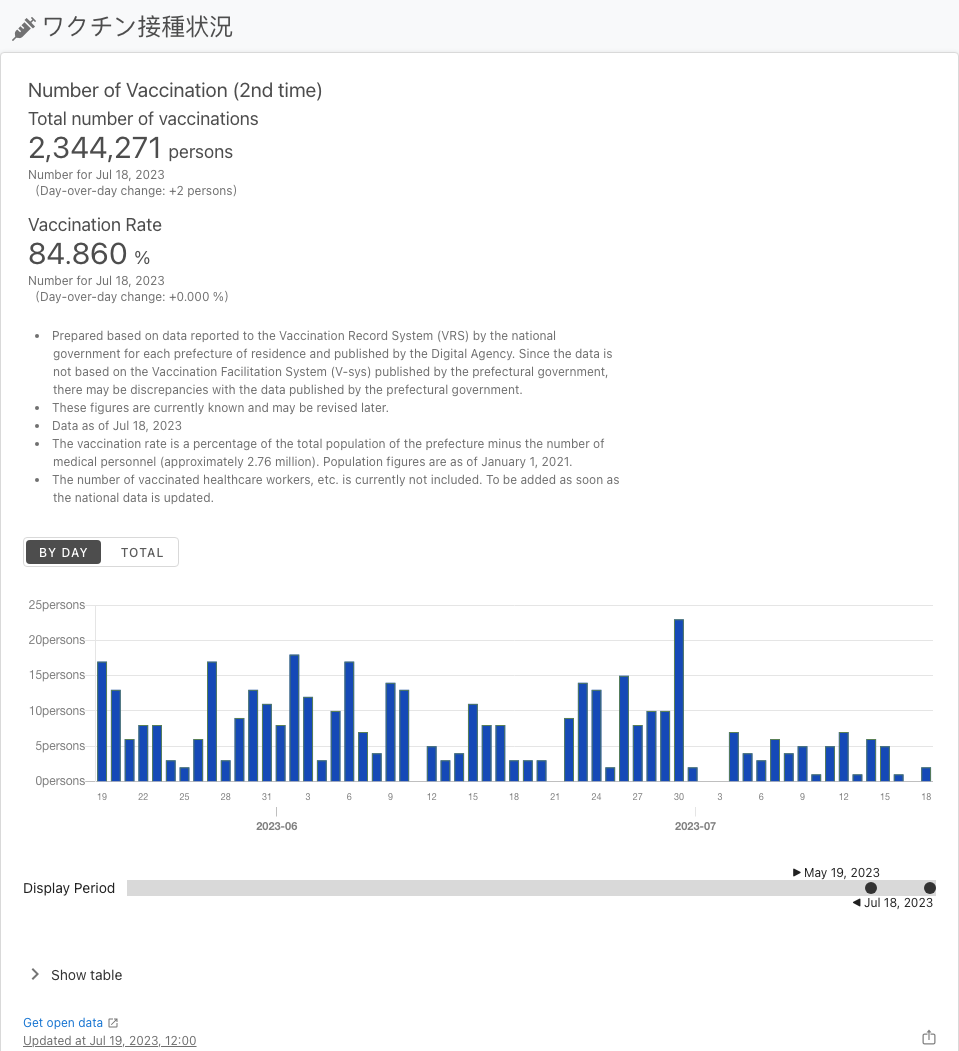 ワクチン接種状況
Number of Vaccination (2nd time)
Total number of vaccinations
2,344,271 persons
Number for Jul 18, 2023
(Day-over-day change: +2 persons)
Vaccination Rate
84.860 %
Number for Jul 18, 2023
(Day-over-day change: +0.000 %)
• Prepared based on data reported to the Vaccination Record System (VRS) by the national
government for each prefecture of residence and published by the Digital Agency. Since the data is
not based on the Vaccination Facilitation System (V-sys) published by the prefectural government,
there may be discrepancies with the data published by the prefectural government.
• These figures are currently known and may be revised later.
• Data as of Jul 18, 2023
• The vaccination rate is a percentage of the total population of the prefecture minus the number of
medical personnel (approximately 2.76 million). Population figures are as of January 1, 2021.
• The number of vaccinated healthcare workers, etc. is currently not included. To be added as soon as
the national data is updated.
BY DAY TOTAL
25persons
20persons
15persons
10persons
5persons
0persons
19 22 25 28 31 3 6 9 12 15 18 21 24 27 30 3 6 9 12 15 18
2023-06 2023-07
May 19, 2023
Display Period
Jul 18, 2023
Show table
Get open data
Updated at Jul 19, 2023, 12:00